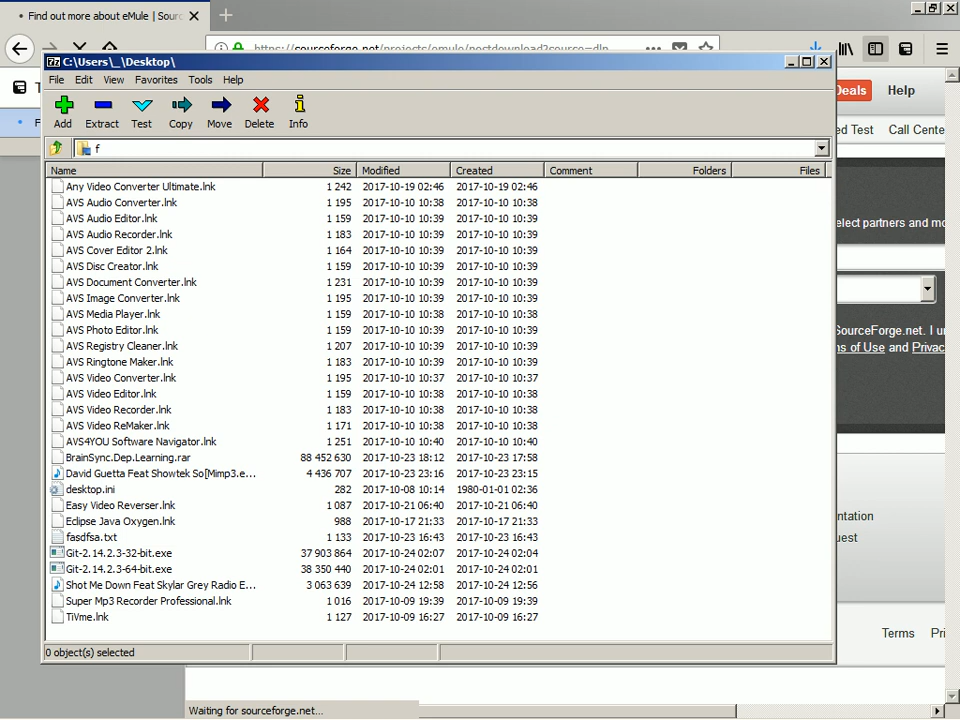 Find out more about eMule | Sourc
https://sourceforge.net/projects/emule/postdownload?source=dlp
C:\Users\_\Desktop\
File Edit View Favorites Tools Help
Add Extract Test Copy Move Delete Info
f
Name Size Modified Created Comment Folders Files
Any Video Converter Ultimate.lnk 1 242 2017-10-19 02:46 2017-10-19 02:46
AVS Audio Converter.lnk 1 195 2017-10-10 10:38 2017-10-10 10:38
AVS Audio Editor.lnk 1 159 2017-10-10 10:38 2017-10-10 10:39
AVS Audio Recorder.lnk 1 183 2017-10-10 10:39 2017-10-10 10:39
AVS Cover Editor 2.lnk 1 164 2017-10-10 10:39 2017-10-10 10:39
AVS Disc Creator.lnk 1 159 2017-10-10 10:39 2017-10-10 10:39
AVS Document Converter.lnk 1 231 2017-10-10 10:39 2017-10-10 10:39
AVS Image Converter.lnk 1 195 2017-10-10 10:39 2017-10-10 10:39
AVS Media Player.lnk 1 159 2017-10-10 10:38 2017-10-10 10:38
AVS Photo Editor.lnk 1 159 2017-10-10 10:39 2017-10-10 10:39
AVS Registry Cleaner.lnk 1 207 2017-10-10 10:39 2017-10-10 10:39
AVS Ringtone Maker.lnk 1 183 2017-10-10 10:39 2017-10-10 10:39
AVS Video Converter.lnk 1 195 2017-10-10 10:37 2017-10-10 10:37
AVS Video Editor.lnk 1 159 2017-10-10 10:38 2017-10-10 10:38
AVS Video Recorder.lnk 1 183 2017-10-10 10:38 2017-10-10 10:38
AVS Video ReMaker.lnk 1 171 2017-10-10 10:38 2017-10-10 10:38
AVS4YOU Software Navigator.lnk 1 251 2017-10-10 10:40 2017-10-10 10:40
BrainSync.Dep.Learning.rar 88 452 630 2017-10-23 18:12 2017-10-23 17:58
David Guetta Feat Showtek So[Mimp3.e... 4 436 707 2017-10-23 23:16 2017-10-23 23:15
desktop.ini 282 2017-10-08 10:14 1980-01-01 02:36
Easy Video Reverser.lnk 1 087 2017-10-21 06:40 2017-10-21 06:40
Eclipse Java Oxygen.lnk 988 2017-10-17 21:33 2017-10-17 21:33
fasdfsa.txt 1 133 2017-10-23 16:43 2017-10-23 16:43
Git-2.14.2.3-32-bit.exe 37 903 864 2017-10-24 02:07 2017-10-24 02:04
Git-2.14.2.3-64-bit.exe 38 350 440 2017-10-24 02:01 2017-10-24 02:01
Shot Me Down Feat Skylar Grey Radio E... 3 063 639 2017-10-24 12:58 2017-10-24 12:56
Super Mp3 Recorder Professional.lnk 1 016 2017-10-09 19:39 2017-10-09 19:39
TiVme.lnk 1 127 2017-10-09 16:27 2017-10-09 16:27
0 object(s) selected
Deals Help
ed Test Call Cente
elect partners and mo
SourceForge.net. I u
ns of Use and Privac
ntation
uest
Terms Pri
Waiting for sourceforge.net...